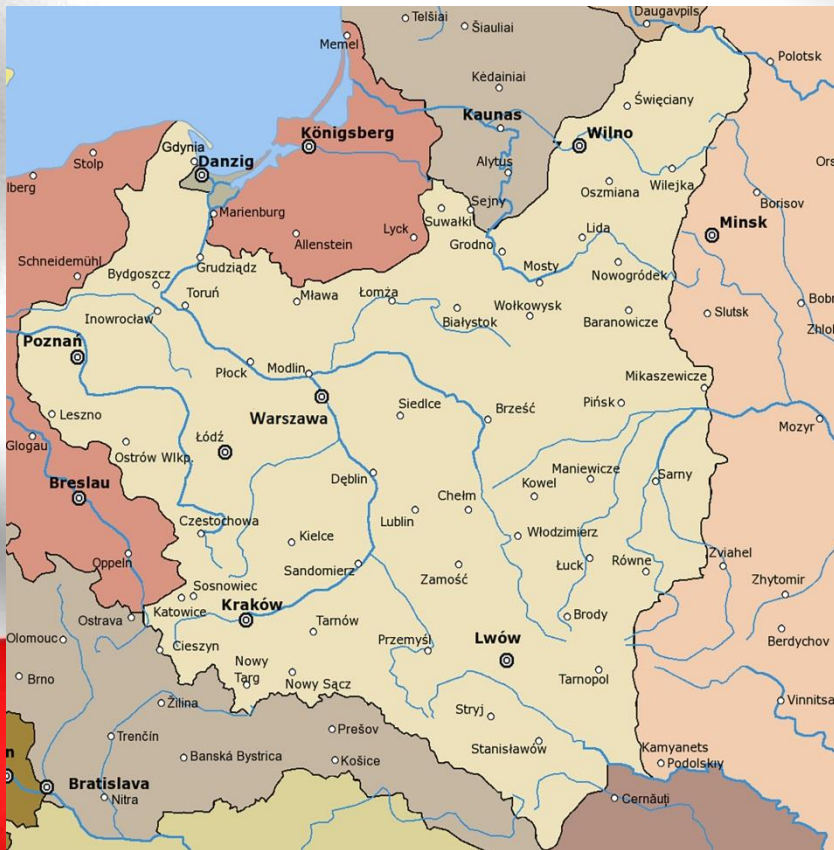 Telšiai
Šiauliai
Daugavpils
Memel
Polotsk
Kėdainiai
Święciany
Kaunas
Wilno
Königsberg
Gdynia
Danzig
Stolp
Alytus
Oszmiana
Wilejka
Ors
lberg
Borisov
Sejny
Suwałki
Marienburg
Minsk
Lyck
Allenstein
Grodno
Lida
Schneidemühl
Grudziądz
Mosty
Nowogródek
Bydgoszcz
Toruń
Mława
Łomża
Bobr
Inowrocław
Białystok
Wołkowysk
Baranowicze
Slutsk
Zhlob
Poznań
Płock
Modlin
Mikaszewicze
Warszawa
Siedlce
Brześć
Pińsk
Leszno
Mozyr
Glogau
Łódź
Ostrów Wlkp.
Maniewicze
Breslau
Dęblin
Kowel
Sarny
Częstochowa
Lublin
Chełm
Kielce
Włodzimierz
Oppeln
Sandomierz
Zamość
Łuck
Równe
Zviahel
Sosnowiec
Zhytomir
Katowice
Kraków
Brody
Ostrava
Tarnów
Berdychov
Olomouc
Cieszyn
Przemyśl
Lwów
Brno
Nowy
Targ
Nowy Sącz
Tarnopol
Žilina
Vinnitsa
Stryj
Trenčín
Prešov
Stanisławów
Banská Bystrica
Košice
Kamyanets
Podolskiy
n
Bratislava
Nitra
Cernăuți